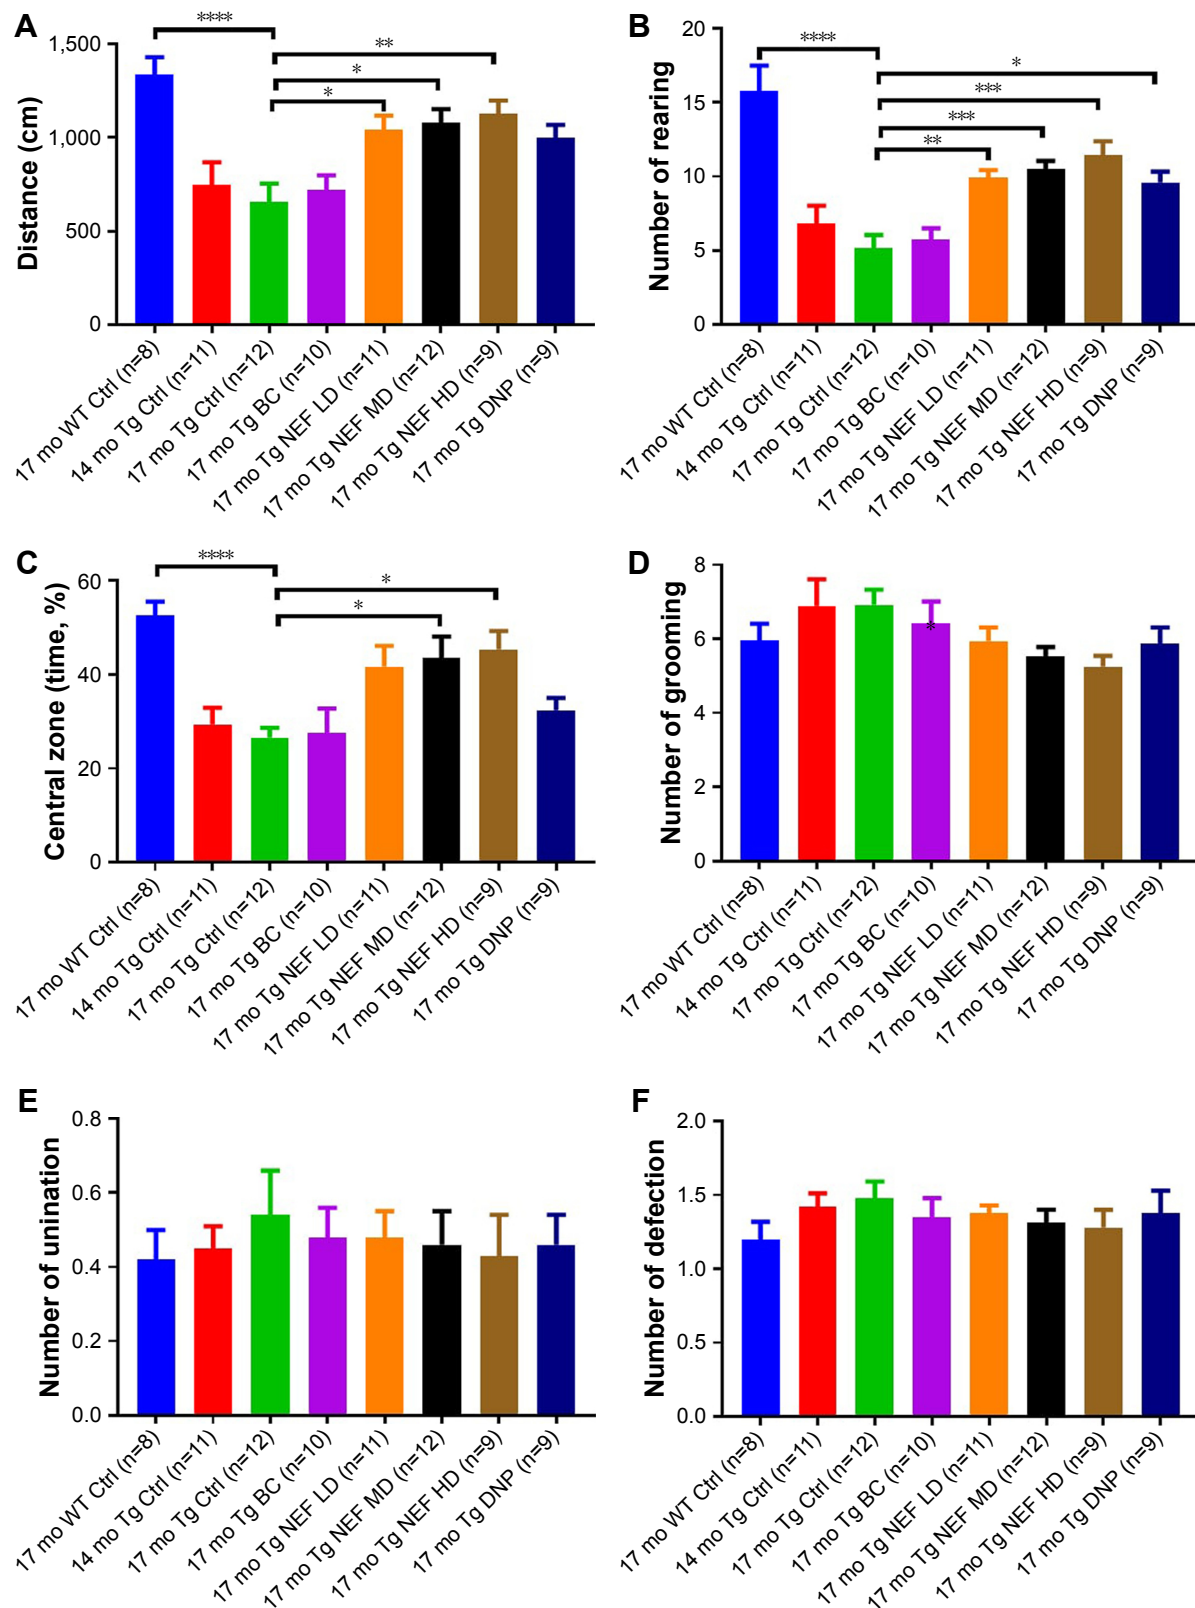 A
****
**
*
*
1,500
1,000
500
0
Distance (cm)
17 mo WT Ctrl (n=8)
14 mo Tg Ctrl (n=11)
17 mo Tg Ctrl (n=12)
17 mo Tg BC (n=10)
17 mo Tg NEF LD (n=11)
17 mo Tg NEF MD (n=12)
17 mo Tg NEF HD (n=9)
17 mo Tg DNP (n=9)
B
****
*
***
***
**
20
15
10
5
0
Number of rearing
17 mo WT Ctrl (n=8)
14 mo Tg Ctrl (n=11)
17 mo Tg Ctrl (n=12)
17 mo Tg BC (n=10)
17 mo Tg NEF LD (n=11)
17 mo Tg NEF MD (n=12)
17 mo Tg NEF HD (n=9)
17 mo Tg DNP (n=9)
C
****
*
*
60
40
20
0
Central zone (time, %)
17 mo WT Ctrl (n=8)
14 mo Tg Ctrl (n=11)
17 mo Tg Ctrl (n=12)
17 mo Tg BC (n=10)
17 mo Tg NEF LD (n=11)
17 mo Tg NEF MD (n=12)
17 mo Tg NEF HD (n=9)
17 mo Tg DNP (n=9)
D
8
6
4
2
0
*
Number of grooming
17 mo WT Ctrl (n=8)
14 mo Tg Ctrl (n=11)
17 mo Tg Ctrl (n=12)
17 mo Tg BC (n=10)
17 mo Tg NEF LD (n=11)
17 mo Tg NEF MD (n=12)
17 mo Tg NEF HD (n=9)
17 mo Tg DNP (n=9)
E
0.8
0.6
0.4
0.2
0.0
Number of unination
17 mo WT Ctrl (n=8)
14 mo Tg Ctrl (n=11)
17 mo Tg Ctrl (n=12)
17 mo Tg BC (n=10)
17 mo Tg NEF LD (n=11)
17 mo Tg NEF MD (n=12)
17 mo Tg NEF HD (n=9)
17 mo Tg DNP (n=9)
F
2.0
1.5
1.0
0.5
0.0
Number of defection
17 mo WT Ctrl (n=8)
14 mo Tg Ctrl (n=11)
17 mo Tg Ctrl (n=12)
17 mo Tg BC (n=10)
17 mo Tg NEF LD (n=11)
17 mo Tg NEF MD (n=12)
17 mo Tg NEF HD (n=9)
17 mo Tg DNP (n=9)